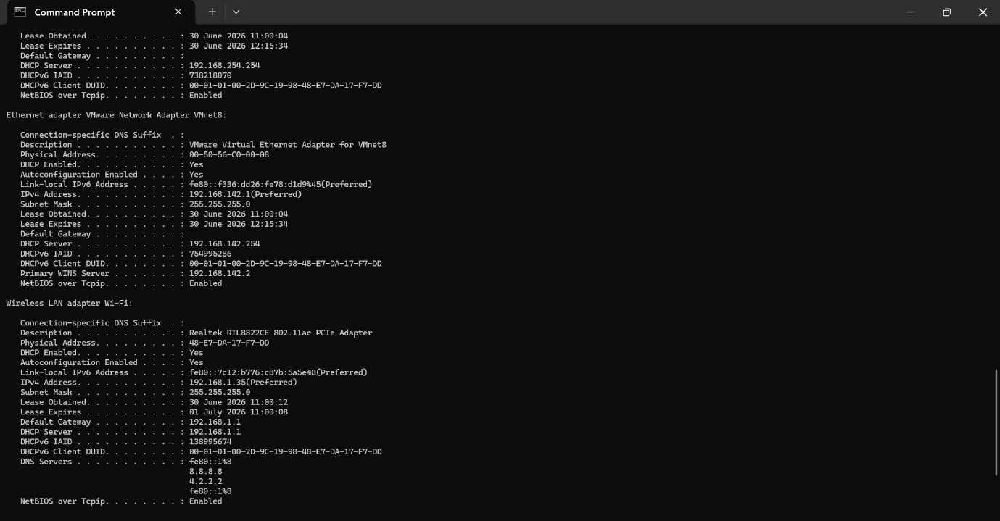 Command Prompt
Lease Obtained. . . . . . . . . . : 30 June 2026 11:00:04
Lease Expires . . . . . . . . . . : 30 June 2026 12:15:34
Default Gateway . . . . . . . . . :
DHCP Server . . . . . . . . . . . : 192.168.254.254
DHCPv6 IAID . . . . . . . . . . . : 738218070
DHCPv6 Client DUID. . . . . . . . : 00-01-01-00-2D-9C-19-98-48-E7-DA-17-F7-DD
NetBIOS over Tcpip. . . . . . . . : Enabled
Ethernet adapter VMware Network Adapter VMnet8:
Connection-specific DNS Suffix . :
Description . . . . . . . . . . . : VMware Virtual Ethernet Adapter for VMnet8
Physical Address. . . . . . . . . : 00-50-56-C0-00-08
DHCP Enabled. . . . . . . . . . . : Yes
Autoconfiguration Enabled . . . . : Yes
Link-local IPv6 Address . . . . . : fe80::f336:dd26:fe78:d1d9%45(Preferred)
IPv4 Address. . . . . . . . . . . : 192.168.142.1(Preferred)
Subnet Mask . . . . . . . . . . . : 255.255.255.0
Lease Obtained. . . . . . . . . . : 30 June 2026 11:00:04
Lease Expires . . . . . . . . . . : 30 June 2026 12:15:34
Default Gateway . . . . . . . . . :
DHCP Server . . . . . . . . . . . : 192.168.142.254
DHCPv6 IAID . . . . . . . . . . . : 754995286
DHCPv6 Client DUID. . . . . . . . : 00-01-01-00-2D-9C-19-98-48-E7-DA-17-F7-DD
Primary WINS Server . . . . . . . : 192.168.142.2
NetBIOS over Tcpip. . . . . . . . : Enabled
Wireless LAN adapter Wi-Fi:
Connection-specific DNS Suffix . :
Description . . . . . . . . . . . : Realtek RTL8822CE 802.11ac PCIe Adapter
Physical Address. . . . . . . . . : 48-E7-DA-17-F7-DD
DHCP Enabled. . . . . . . . . . . : Yes
Autoconfiguration Enabled . . . . : Yes
Link-local IPv6 Address . . . . . : fe80::7c12:b776:c87b:5a5e%8(Preferred)
IPv4 Address. . . . . . . . . . . : 192.168.1.35(Preferred)
Subnet Mask . . . . . . . . . . . : 255.255.255.0
Lease Obtained. . . . . . . . . . : 30 June 2026 11:00:12
Lease Expires . . . . . . . . . . : 01 July 2026 11:00:08
Default Gateway . . . . . . . . . : 192.168.1.1
DHCP Server . . . . . . . . . . . : 192.168.1.1
DHCPv6 IAID . . . . . . . . . . . : 138995674
DHCPv6 Client DUID. . . . . . . . : 00-01-01-00-2D-9C-19-98-48-E7-DA-17-F7-DD
DNS Servers . . . . . . . . . . . : fe80::1%8
8.8.8.8
4.2.2.2
fe80::1%8
NetBIOS over Tcpip. . . . . . . . : Enabled